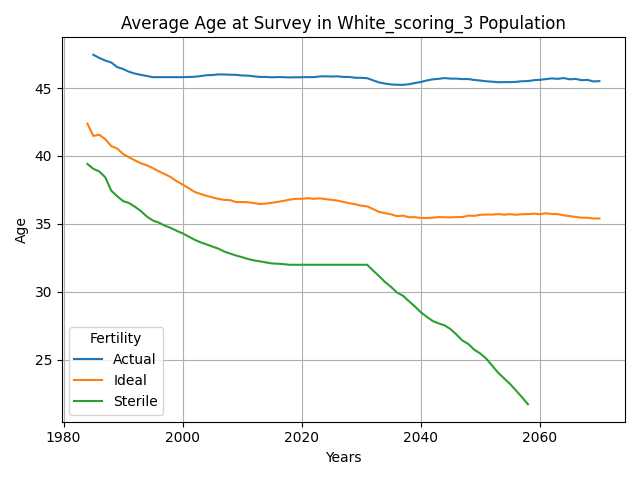 Average Age at Survey in White_scoring_3 Population
Age
45
40
35
30
25
Fertility
Actual
Ideal
Sterile
1980
2000
2020
2040
2060
Years